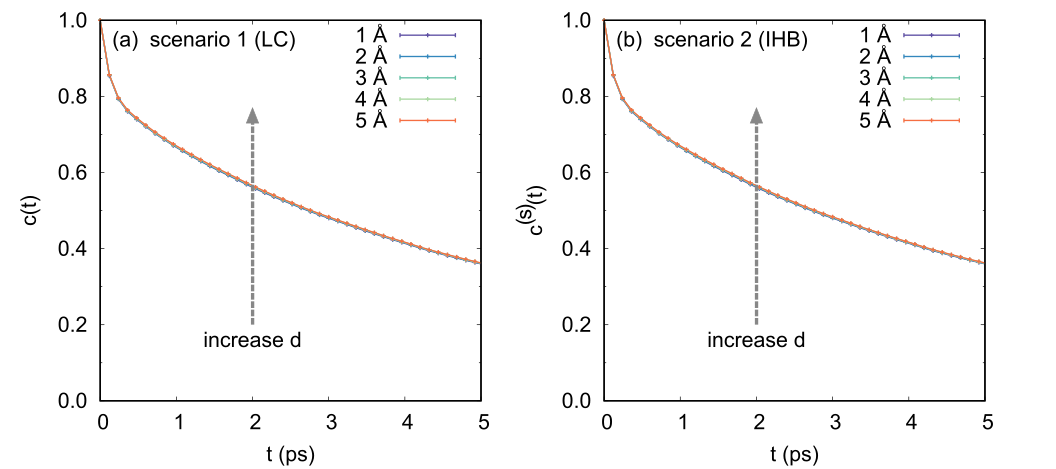 (a) scenario 1 (LC)
1 Å
2 Å
3 Å
4 Å
5 Å
increase d
c(t)
1.0
0.8
0.6
0.4
0.2
0.0
0 1 2 3 4 5
t (ps)
(b) scenario 2 (IHB)
1 Å
2 Å
3 Å
4 Å
5 Å
increase d
c(s)(t)
1.0
0.8
0.6
0.4
0.2
0.0
0 1 2 3 4 5
t (ps)